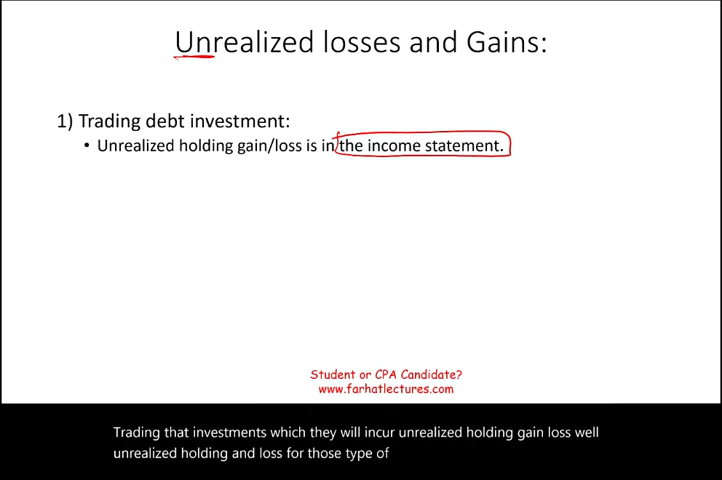 Unrealized losses and Gains:
1) Trading debt investment:
• Unrealized holding gain/loss is in the income statement.
Student or CPA Candidate?
www.farhatlectures.com
Trading that investments which they will incur unrealized holding gain loss well
unrealized holding and loss for those type of